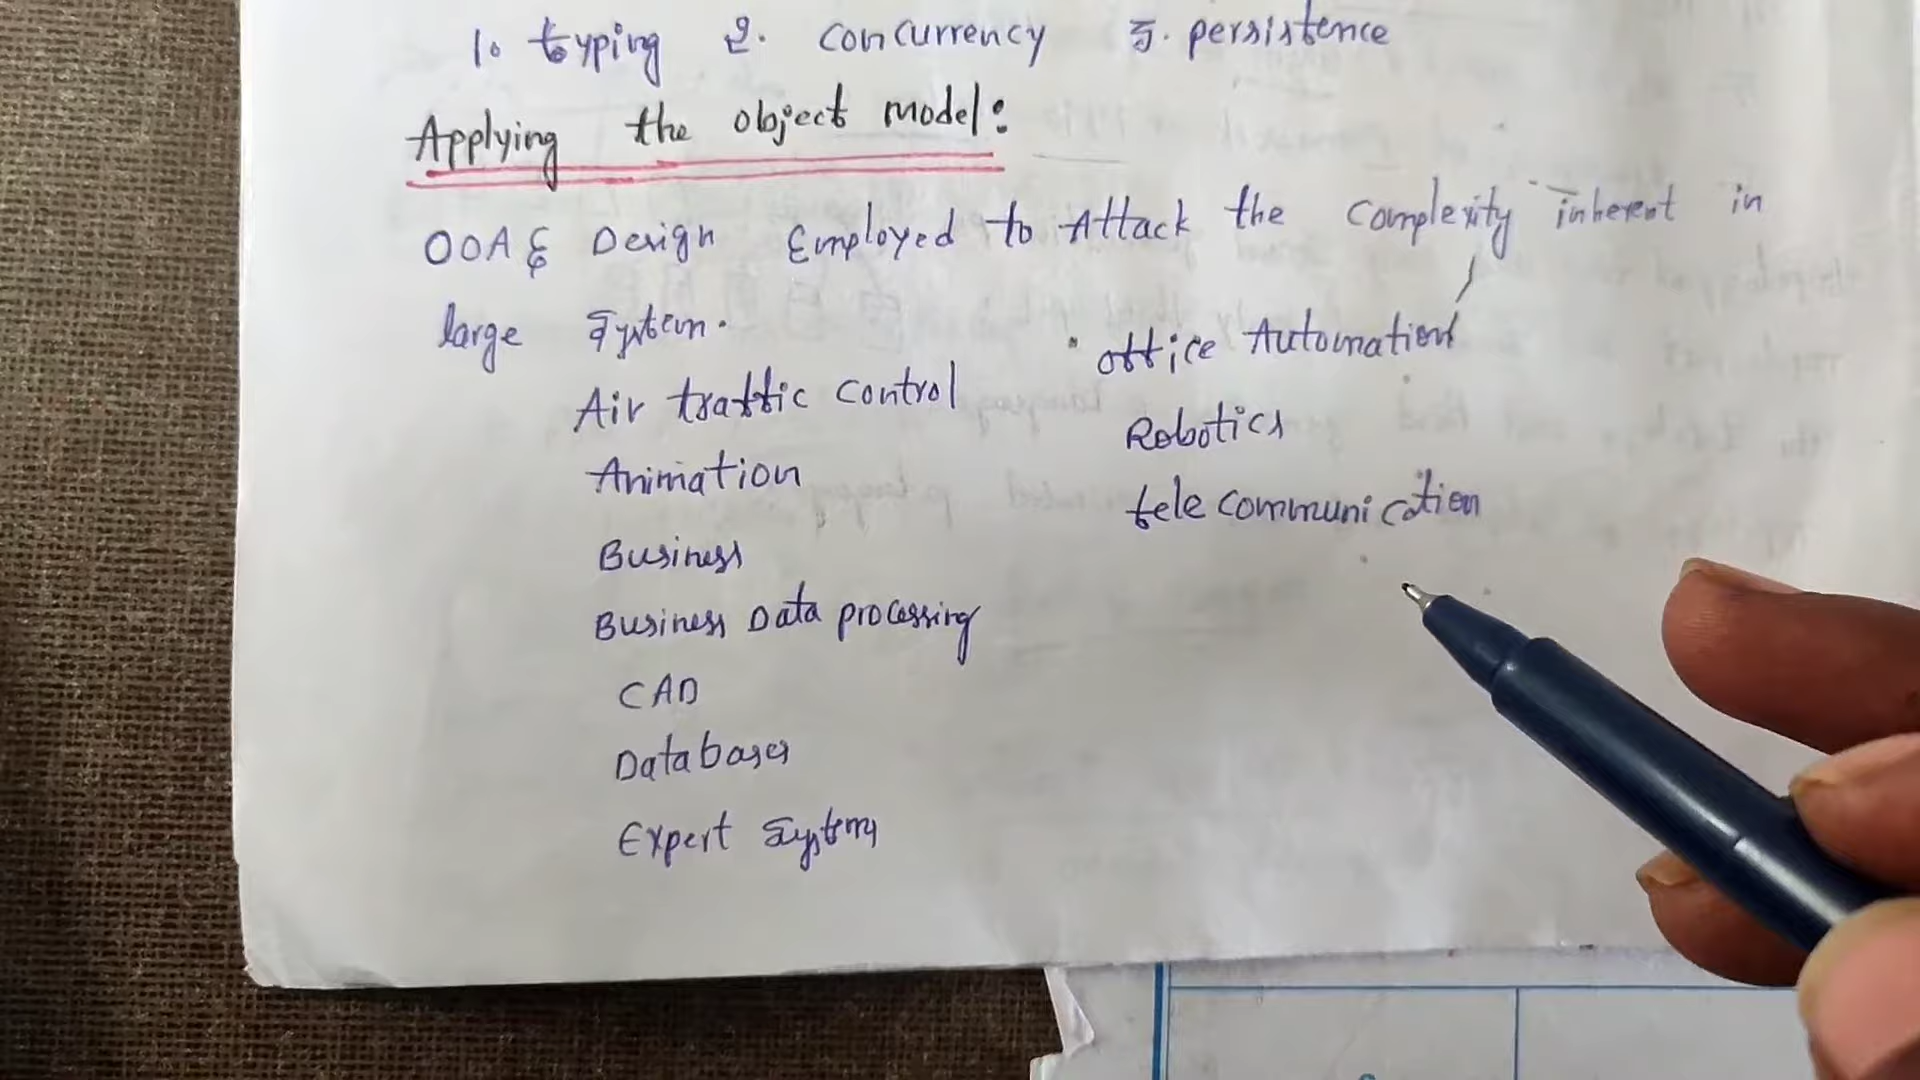 1. typing 2. concurrency 3. persistence
Applying the object model:
OOA & Design Employed to Attack the complexity inherent in
large System.
Air traffic control
Animation
Business
Business Data processing
CAD
Databases
Expert Systems
office Automation
Robotics
tele communication